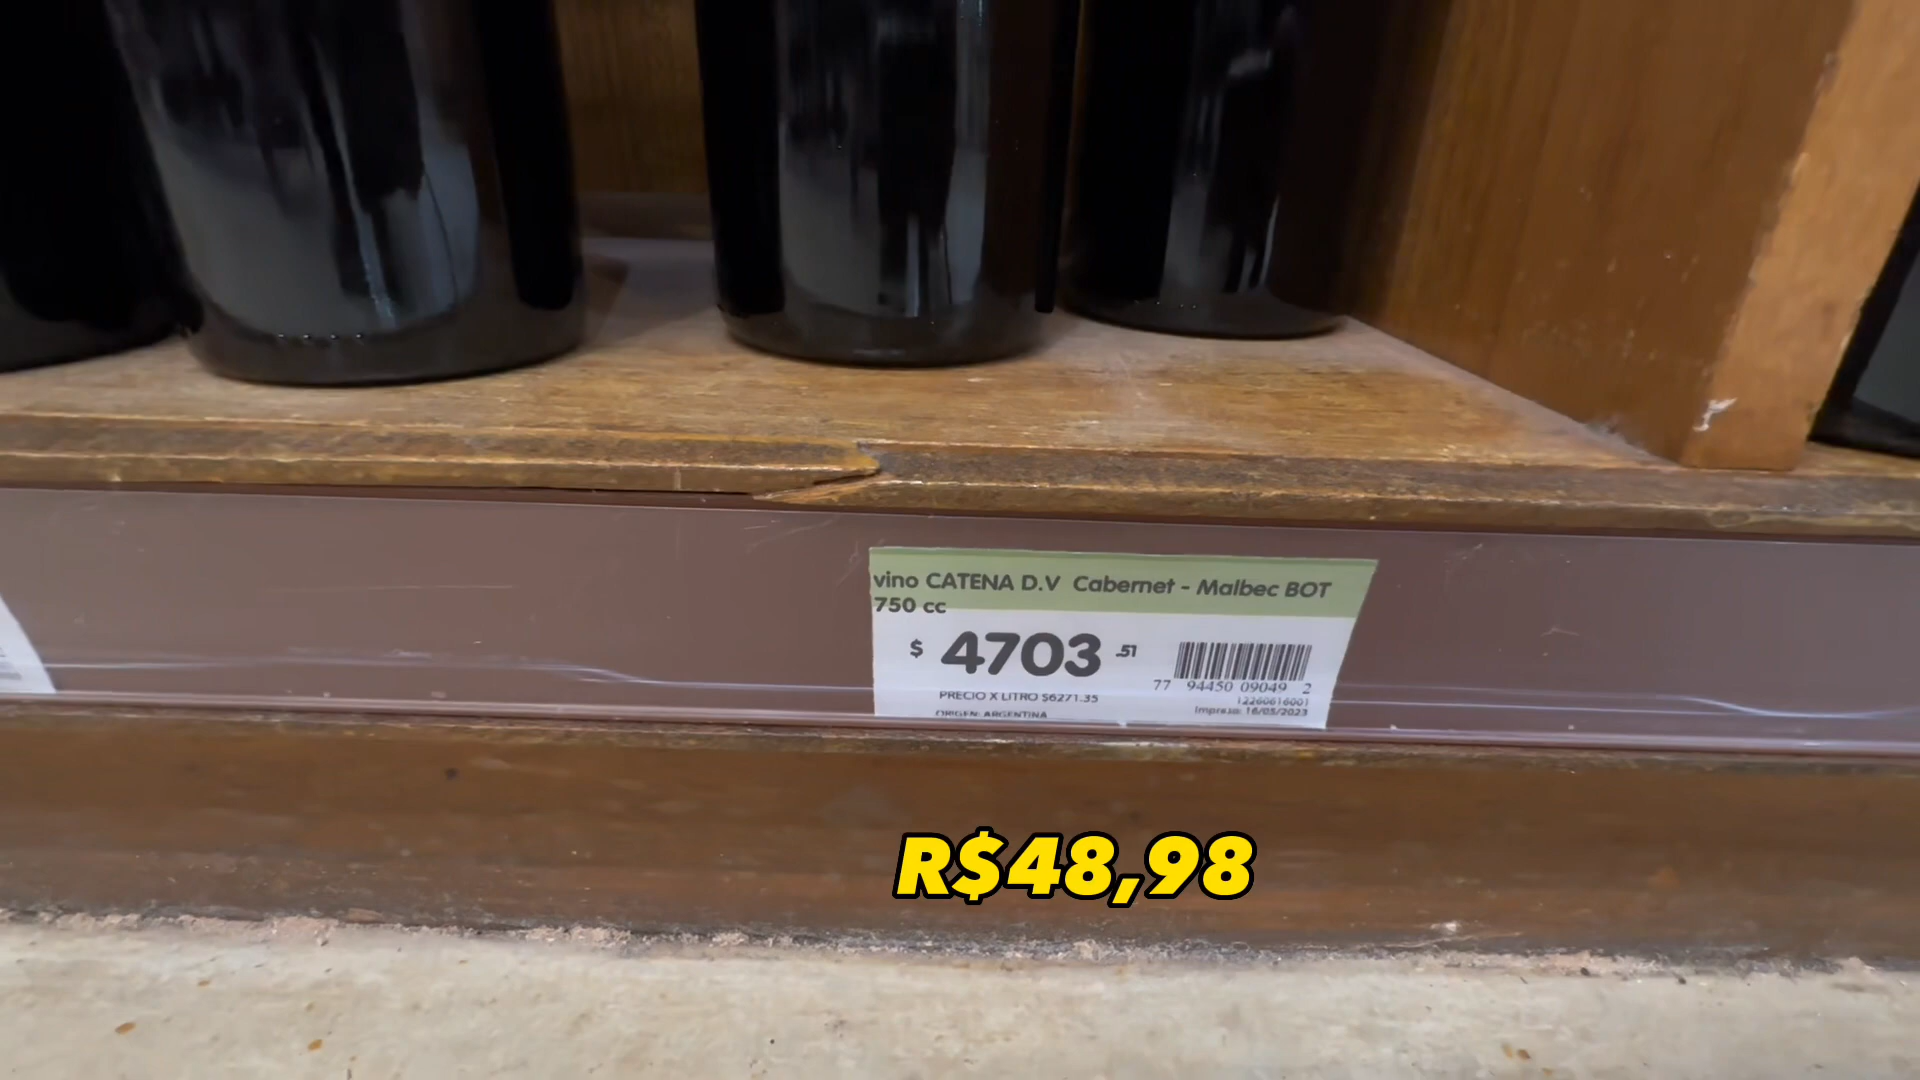 vino CATENA D.V Cabernet - Malbec BOT
750 cc
$ 4703 .51
77 94450 09049 2
PRECIO X LITRO $6271.35
12260616001
ORIGEN: ARGENTINA
Impreso: 16/05/2023
R$48,98